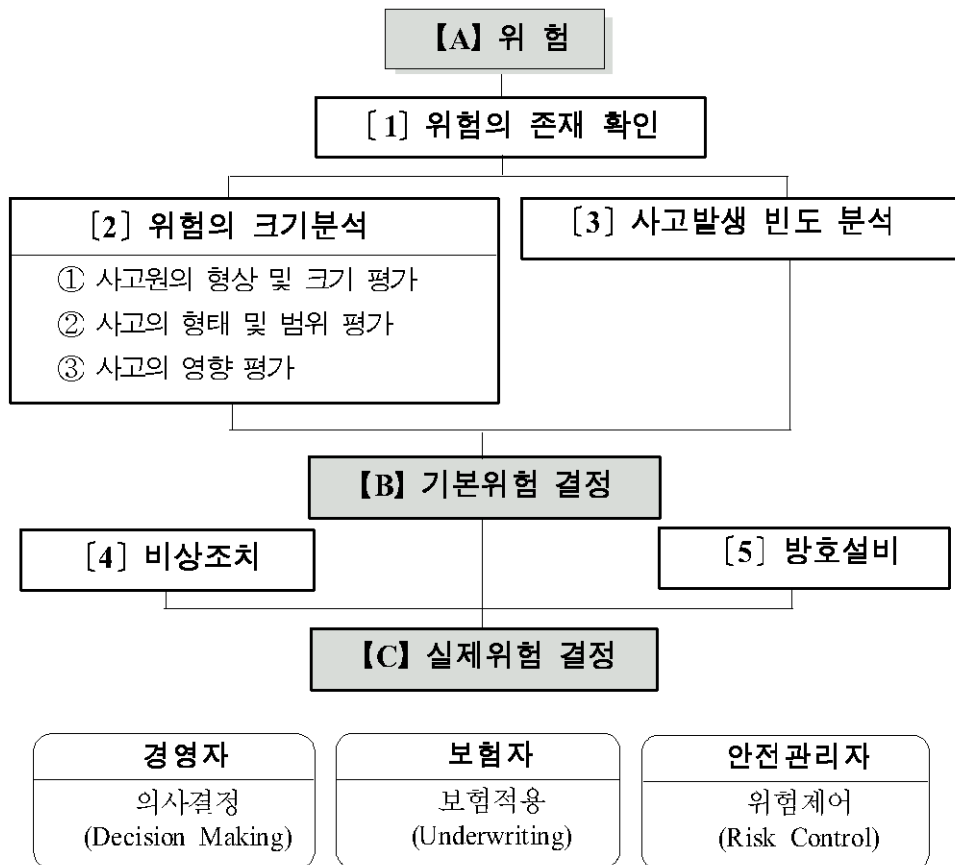 【A】 위 험
〔1〕 위험의 존재 확인
〔2〕 위험의 크기분석
① 사고원의 형상 및 크기 평가
② 사고의 형태 및 범위 평가
③ 사고의 영향 평가
〔3〕 사고발생 빈도 분석
【B】 기본위험 결정
〔4〕 비상조치
〔5〕 방호설비
【C】 실제위험 결정
경영자
의사결정
(Decision Making)
보험자
보험적용
(Underwriting)
안전관리자
위험제어
(Risk Control)